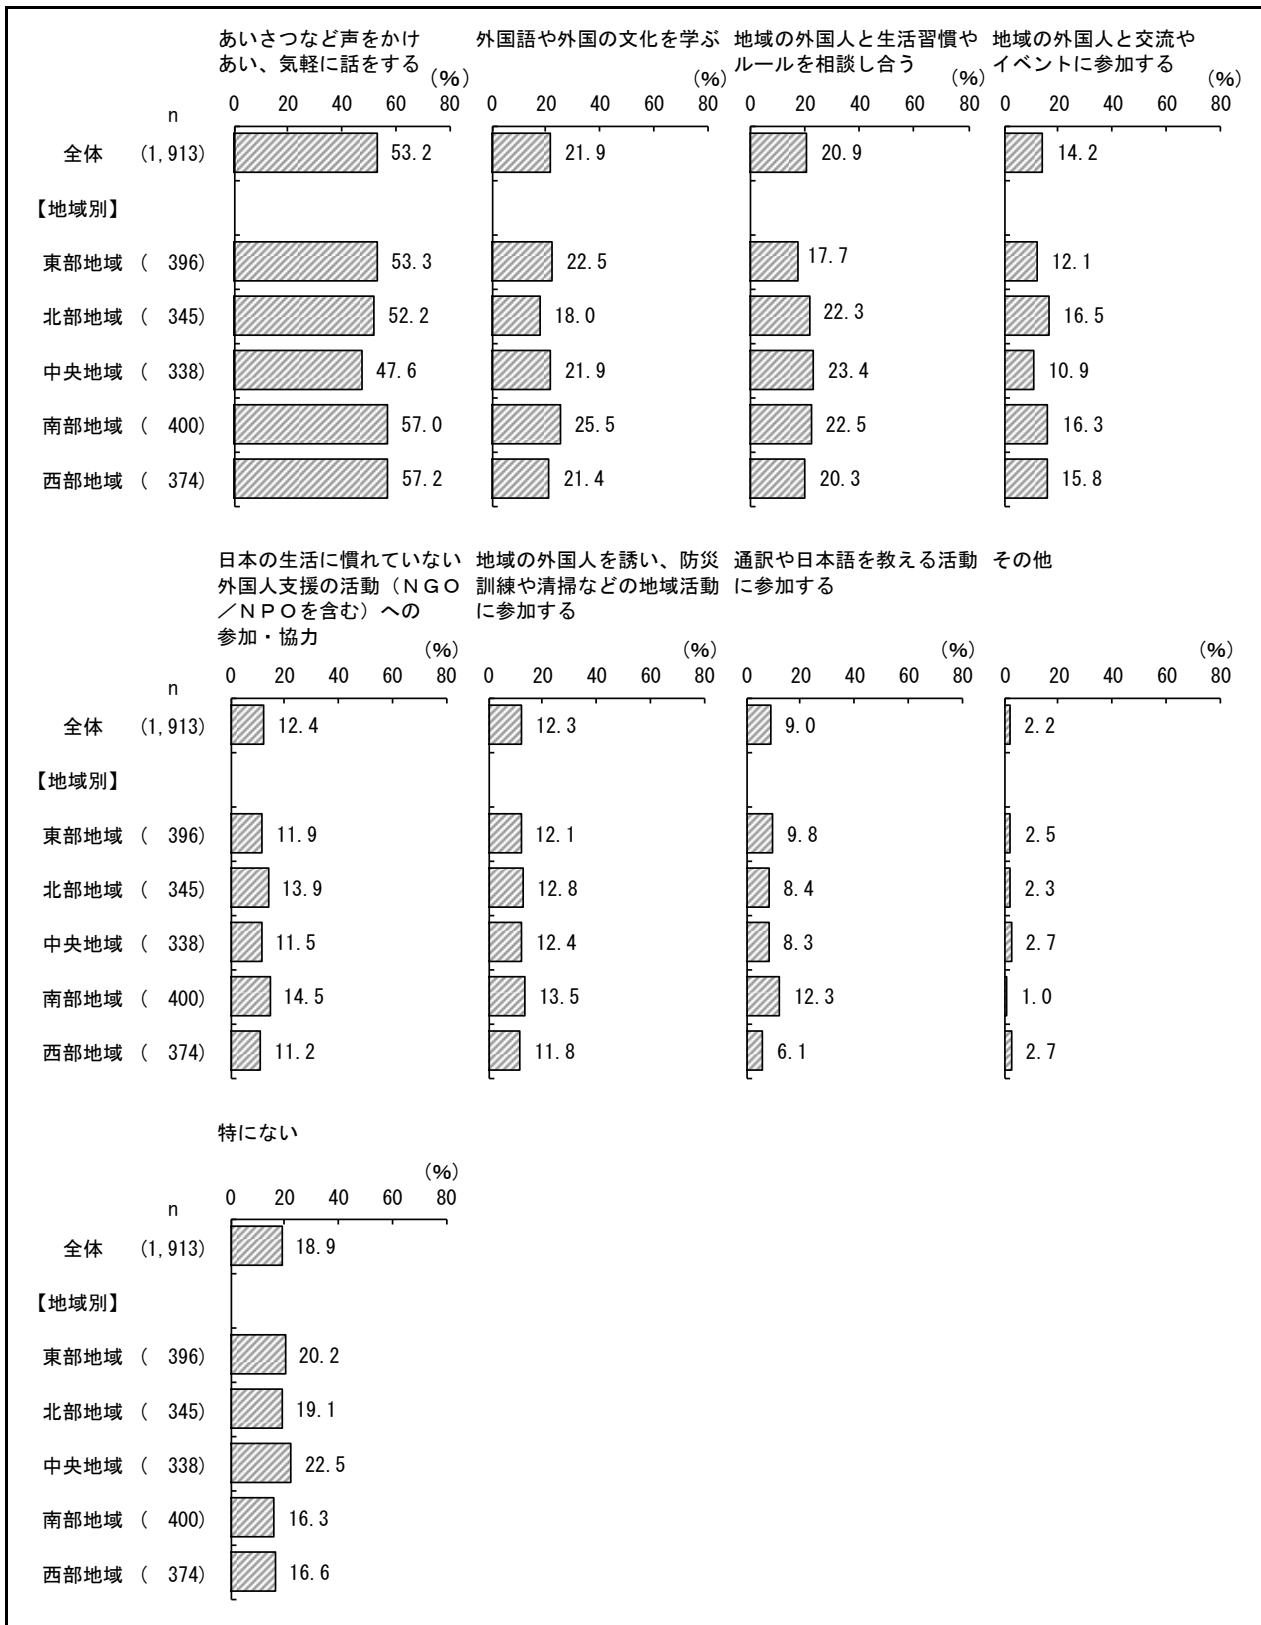 あいさつなど声をかけ
あい、気軽に話をする
外国語や外国の文化を学ぶ
地域の外国人と生活習慣や
ルールを相談し合う
地域の外国人と交流や
イベントに参加する
(%) (%) (%) (%)
n 0 20 40 60 80 0 20 40 60 80 0 20 40 60 80 0 20 40 60 80
全体 (1,913) 53.2 21.9 20.9 14.2
【地域別】
東部地域 ( 396) 53.3 22.5 17.7 12.1
北部地域 ( 345) 52.2 18.0 22.3 16.5
中央地域 ( 338) 47.6 21.9 23.4 10.9
南部地域 ( 400) 57.0 25.5 22.5 16.3
西部地域 ( 374) 57.2 21.4 20.3 15.8
日本の生活に慣れていない
外国人支援の活動（ＮＧＯ
／ＮＰＯを含む）への
参加・協力
地域の外国人を誘い、防災
訓練や清掃などの地域活動
に参加する
通訳や日本語を教える活動
に参加する
その他
(%) (%) (%) (%)
n 0 20 40 60 80 0 20 40 60 80 0 20 40 60 80 0 20 40 60 80
全体 (1,913) 12.4 12.3 9.0 2.2
【地域別】
東部地域 ( 396) 11.9 12.1 9.8 2.5
北部地域 ( 345) 13.9 12.8 8.4 2.3
中央地域 ( 338) 11.5 12.4 8.3 2.7
南部地域 ( 400) 14.5 13.5 12.3 1.0
西部地域 ( 374) 11.2 11.8 6.1 2.7
特にない
(%)
n 0 20 40 60 80
全体 (1,913) 18.9
【地域別】
東部地域 ( 396) 20.2
北部地域 ( 345) 19.1
中央地域 ( 338) 22.5
南部地域 ( 400) 16.3
西部地域 ( 374) 16.6